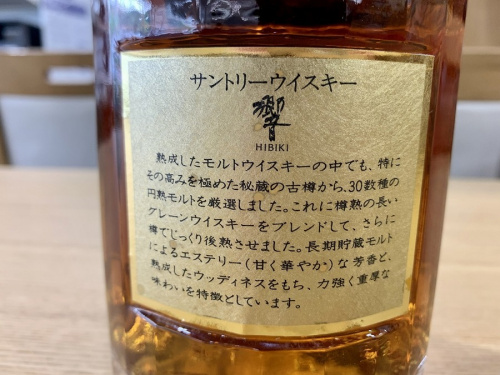 サントリーウイスキー
響
HIBIKI
熟成したモルトウイスキーの中でも、特に
その高みを極めた秘蔵の古樽から、30数種の
円熟モルトを厳選しました。これに樽熟の長い
グレーンウイスキーをブレンドして、さらに
樽でじっくり後熟させました。長期貯蔵モルト
によるエステリー(甘く華やか)な芳香と、
熟成したウッディネスをもち、力強く重厚な
味わいを特徴としています。